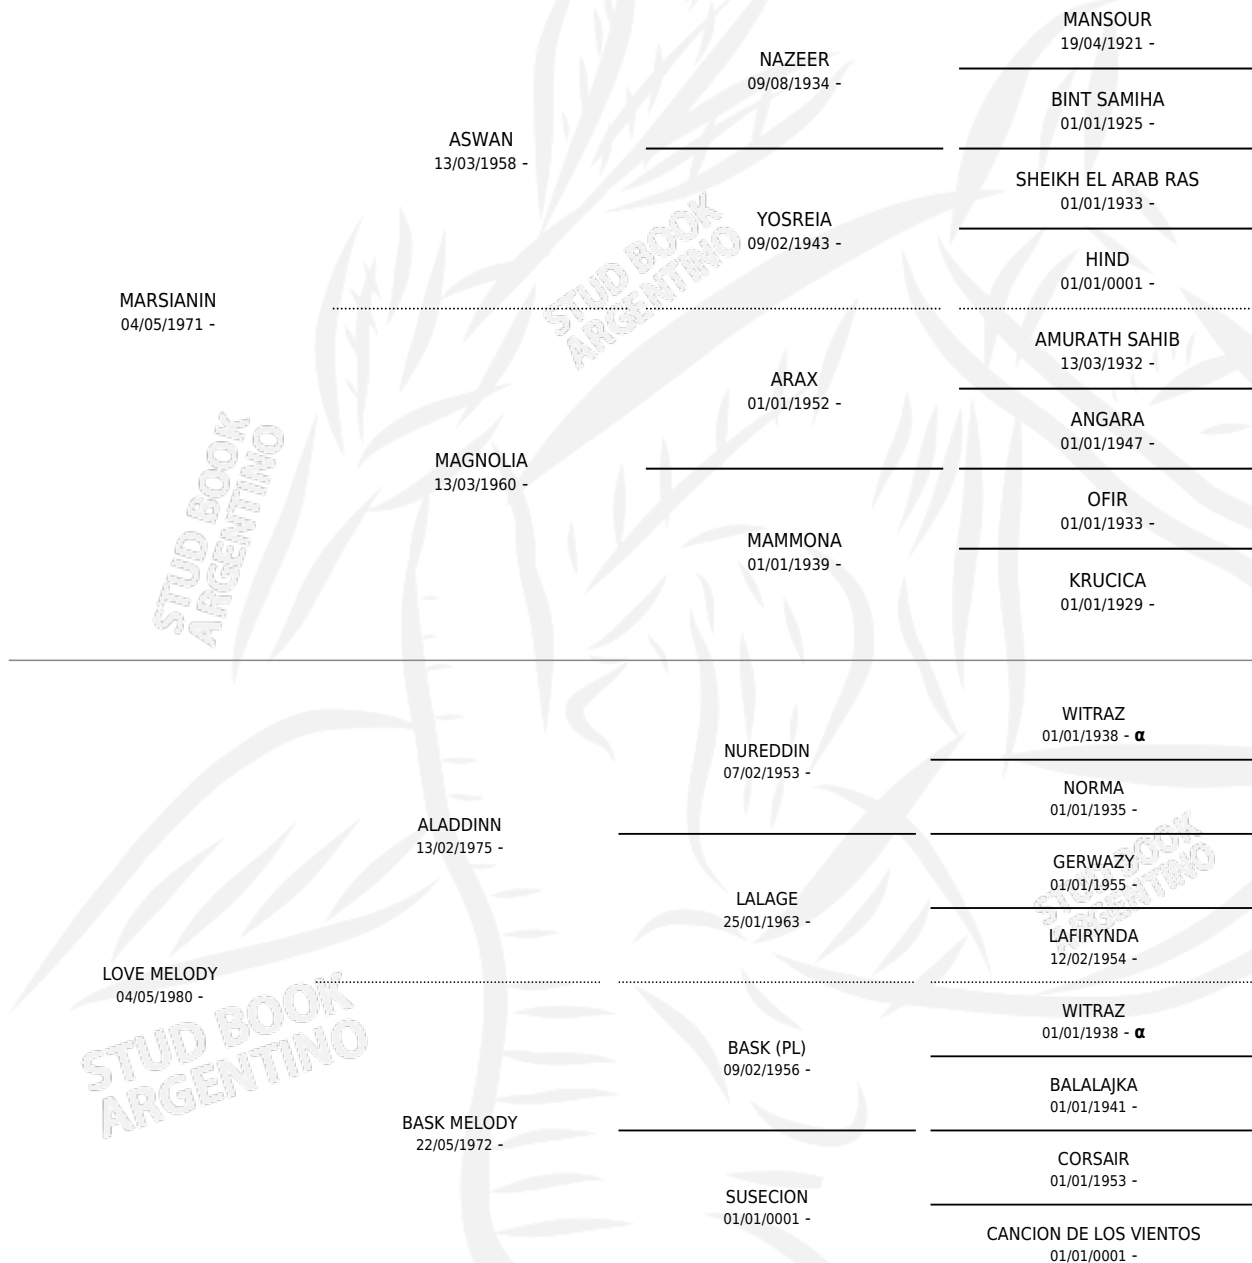 MANSOUR
19/04/1921 -
NAZEER
09/08/1934 -
BINT SAMIHA
01/01/1925 -
ASWAN
13/03/1958 -
SHEIKH EL ARAB RAS
01/01/1933 -
YOSREIA
09/02/1943 -
HIND
01/01/0001 -
MARSIANIN
04/05/1971 -
AMURATH SAHIB
13/03/1932 -
ARAX
01/01/1952 -
ANGARA
01/01/1947 -
MAGNOLIA
13/03/1960 -
OFIR
01/01/1933 -
MAMMONA
01/01/1939 -
KRUCICA
01/01/1929 -
WITRAZ
01/01/1938 - α
NUREDDIN
07/02/1953 -
NORMA
01/01/1935 -
ALADDINN
13/02/1975 -
GERWAZY
01/01/1955 -
LALAGE
25/01/1963 -
LAFIRYNDA
12/02/1954 -
LOVE MELODY
04/05/1980 -
WITRAZ
01/01/1938 - α
BASK (PL)
09/02/1956 -
BALALAJKA
01/01/1941 -
BASK MELODY
22/05/1972 -
CORSAIR
01/01/1953 -
SUSECION
01/01/0001 -
CANCION DE LOS VIENTOS
01/01/0001 -
STUD BOOK
ARGENTINO
STUD BOOK
ARGENTINO
STUD BOOK
ARGENTINO
STUD BOOK
ARGENTINO